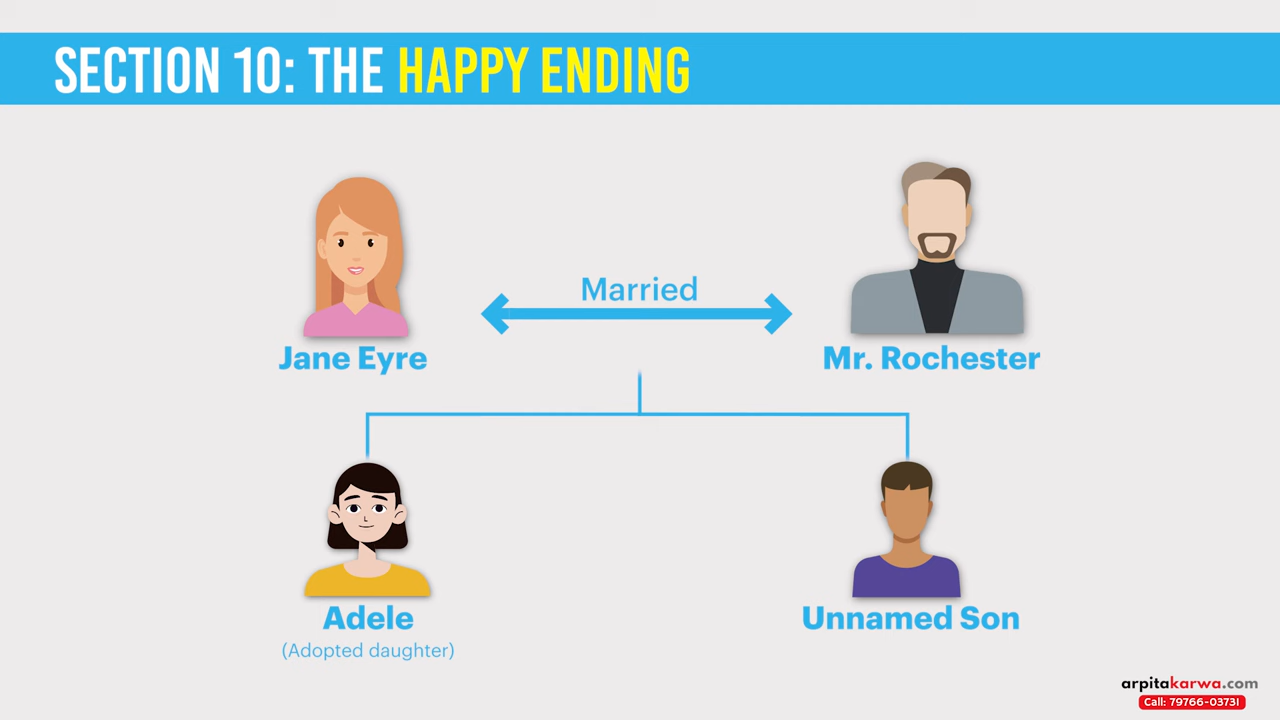 SECTION 10: THE HAPPY ENDING
Married
Jane Eyre
Mr. Rochester
Adele
(Adopted daughter)
Unnamed Son
arpitakarwa.com
Call: 79766-03731